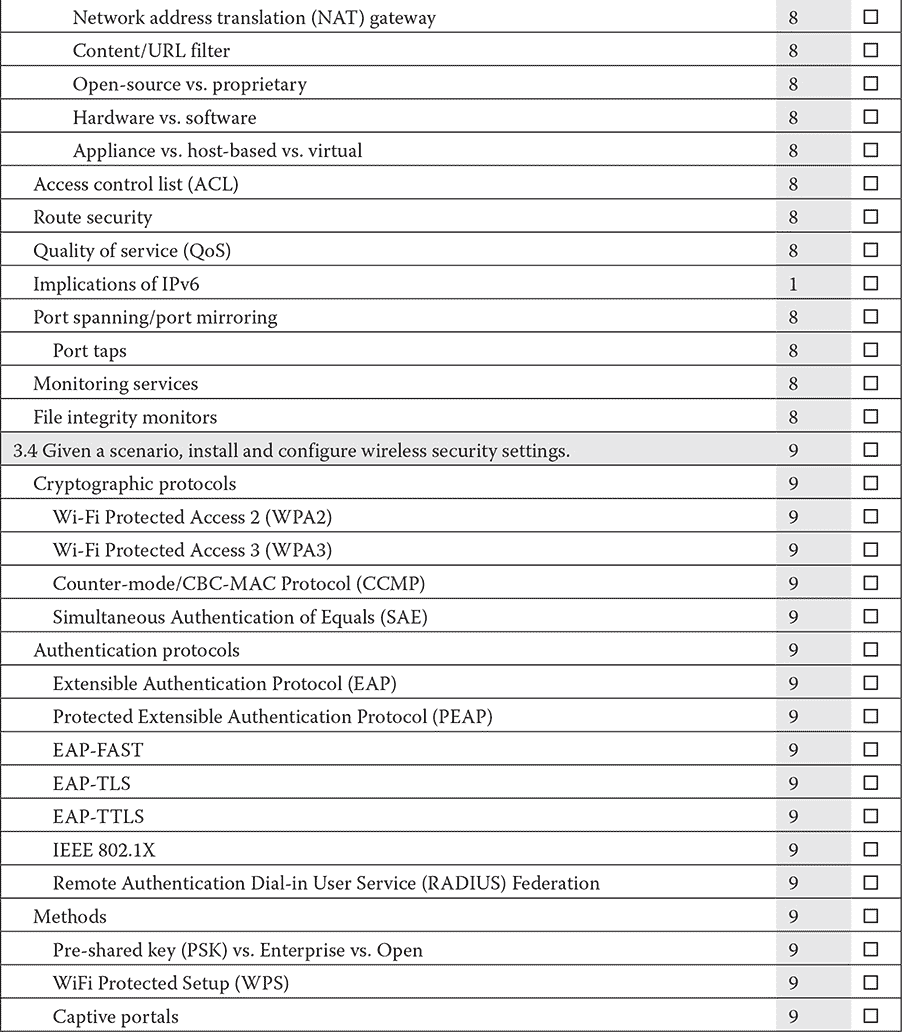 Network address translation (NAT) gateway 8 ☐
Content/URL filter 8 ☐
Open-source vs. proprietary 8 ☐
Hardware vs. software 8 ☐
Appliance vs. host-based vs. virtual 8 ☐
Access control list (ACL) 8 ☐
Route security 8 ☐
Quality of service (QoS) 8 ☐
Implications of IPv6 1 ☐
Port spanning/port mirroring 8 ☐
Port taps 8 ☐
Monitoring services 8 ☐
File integrity monitors 8 ☐
3.4 Given a scenario, install and configure wireless security settings. 9 ☐
Cryptographic protocols 9 ☐
Wi-Fi Protected Access 2 (WPA2) 9 ☐
Wi-Fi Protected Access 3 (WPA3) 9 ☐
Counter-mode/CBC-MAC Protocol (CCMP) 9 ☐
Simultaneous Authentication of Equals (SAE) 9 ☐
Authentication protocols 9 ☐
Extensible Authentication Protocol (EAP) 9 ☐
Protected Extensible Authentication Protocol (PEAP) 9 ☐
EAP-FAST 9 ☐
EAP-TLS 9 ☐
EAP-TTLS 9 ☐
IEEE 802.1X 9 ☐
Remote Authentication Dial-in User Service (RADIUS) Federation 9 ☐
Methods 9 ☐
Pre-shared key (PSK) vs. Enterprise vs. Open 9 ☐
WiFi Protected Setup (WPS) 9 ☐
Captive portals 9 ☐